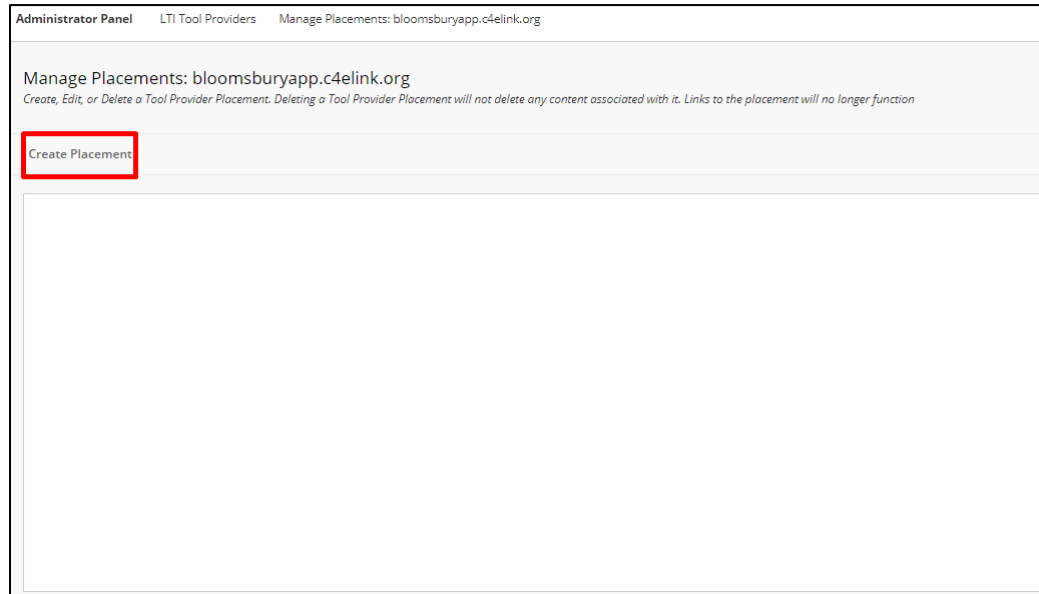 Administrator Panel LTI Tool Providers Manage Placements: bloomsburyapp.c4elink.org
Manage Placements: bloomsburyapp.c4elink.org
Create, Edit, or Delete a Tool Provider Placement. Deleting a Tool Provider Placement will not delete any content associated with it. Links to the placement will no longer function
Create Placement